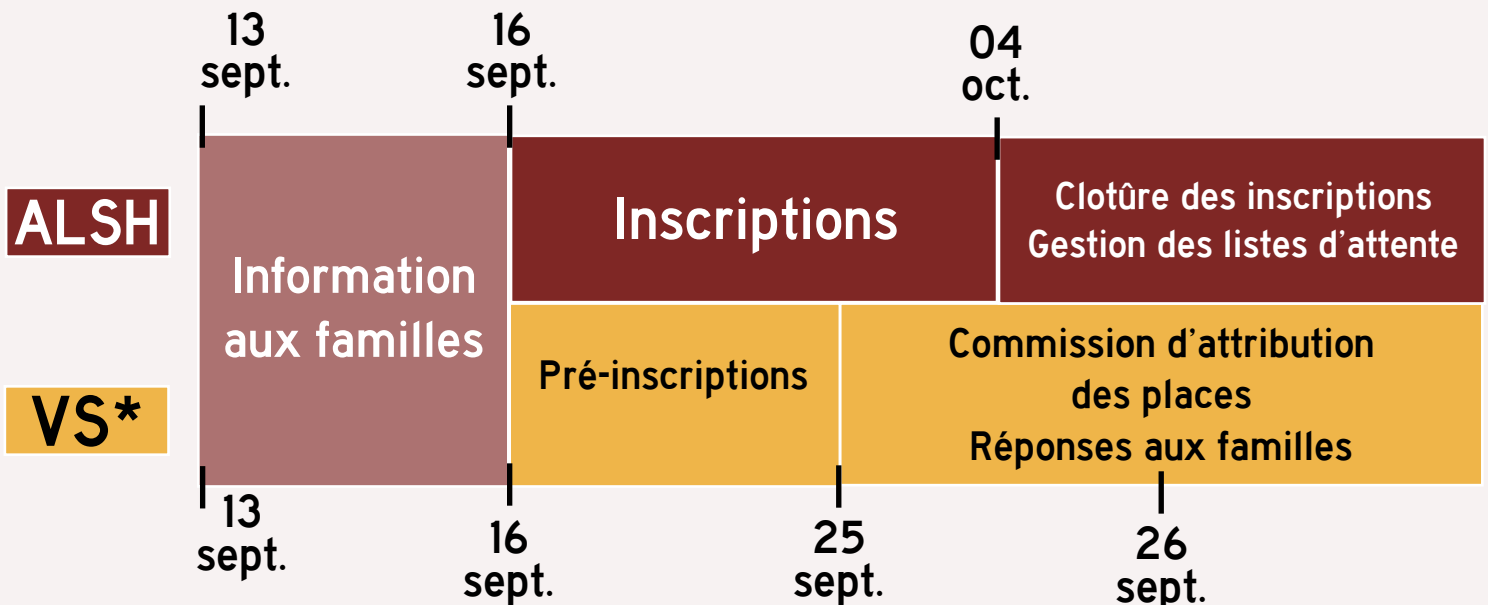 13
sept.
16
sept.
04
oct.
ALSH
Information
aux familles
Inscriptions
Clotûre des inscriptions
Gestion des listes d'attente
VS*
Pré-inscriptions
Commission d'attribution
des places
Réponses aux familles
13
sept.
16
sept.
25
sept.
26
sept.